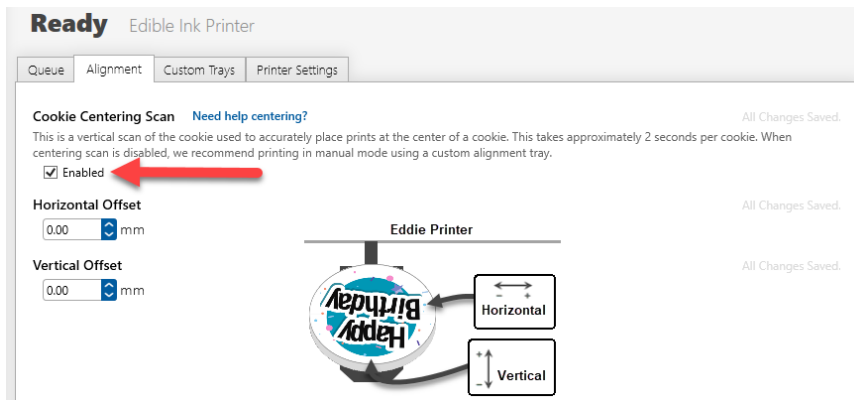 Ready Edible Ink Printer
Queue Alignment Custom Trays Printer Settings
Cookie Centering Scan Need help centering? All Changes Saved.
This is a vertical scan of the cookie used to accurately place prints at the center of a cookie. This takes approximately 2 seconds per cookie. When
centering scan is disabled, we recommend printing in manual mode using a custom alignment tray.
Enabled
Horizontal Offset All Changes Saved.
0.00 mm
Eddie Printer
Vertical Offset All Changes Saved.
0.00 mm
Happy
Birthday
- +
Horizontal
+
- Vertical